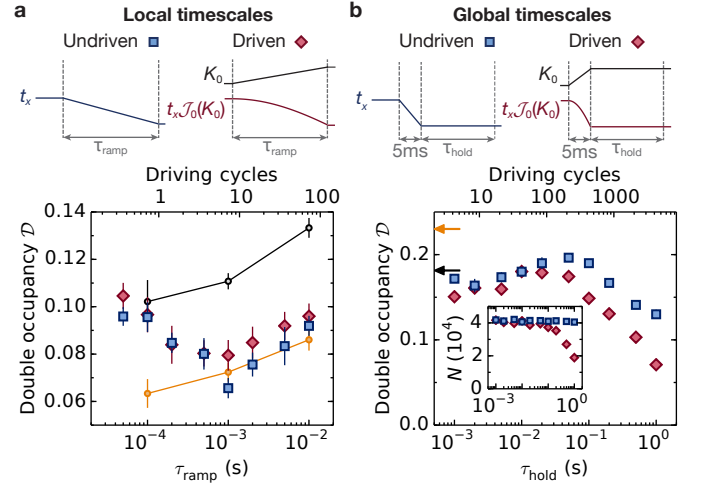 a Local timescales
Undriven Driven
t_x
K_0
t_x𝒥_0(K_0)
τ_ramp τ_ramp
Driving cycles
1 10 100
Double occupancy 𝒟
0.14
0.12
0.10
0.08
0.06
10^−4 10^−3 10^−2
τ_ramp (s)
b Global timescales
Undriven Driven
t_x
K_0
t_x𝒥_0(K_0)
5ms τ_hold 5ms τ_hold
Driving cycles
10 200 1000
Double occupancy 𝒟
0.2
0.1
0.0
N (10^4)
4
2
0
10^−3 10^−2 10^−1 10^0
10^−3 10^0
τ_hold (s)